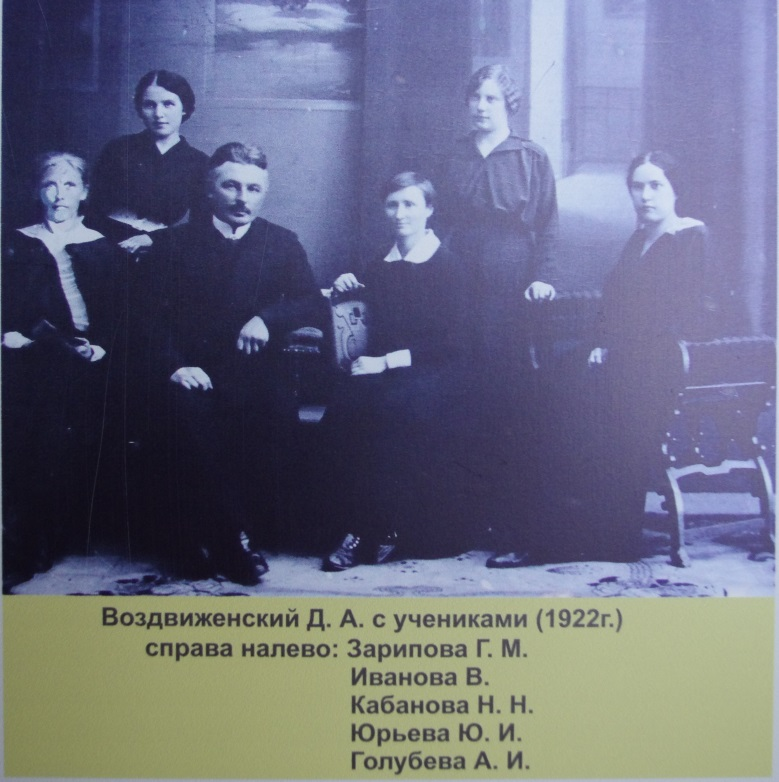 Воздвиженский Д. А. с учениками (1922г.)
справа налево: Зарипова Г. М.
Иванова В.
Кабанова Н. Н.
Юрьева Ю. И.
Голубева А. И.